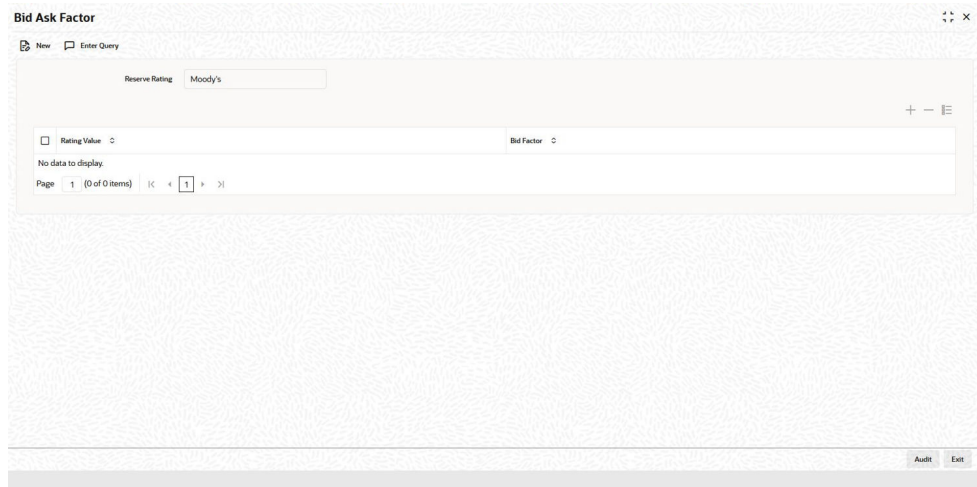 Bid Ask Factor
New Enter Query
Reserve Rating Moody's
Rating Value Bid Factor
No data to display.
Page 1 (0 of 0 items) 1
Audit Exit